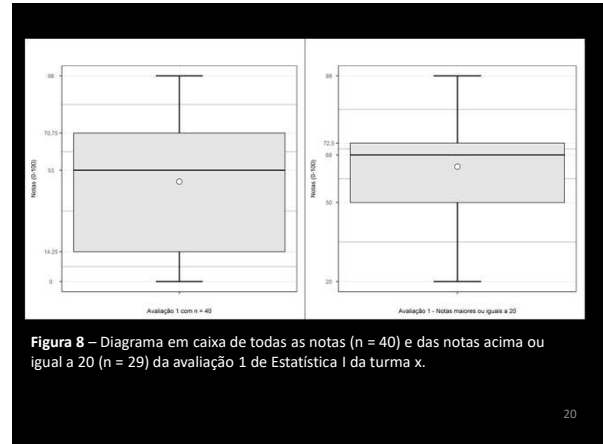 98
70,75
53
14,25
0
Notas (0-100)
Avaliação 1 com n = 40
98
72,5
68
50
20
Notas (0-100)
Avaliação 1 - Notas maiores ou iguais a 20
Figura 8 – Diagrama em caixa de todas as notas (n = 40) e das notas acima ou
igual a 20 (n = 29) da avaliação 1 de Estatística I da turma x.
20